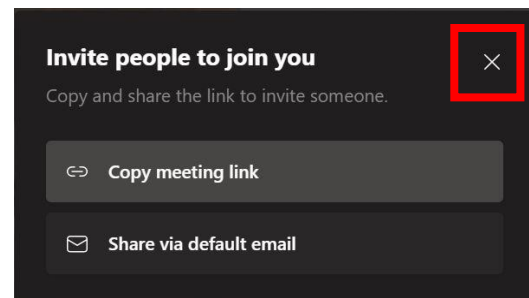 Invite people to join you
Copy and share the link to invite someone.
Copy meeting link
Share via default email